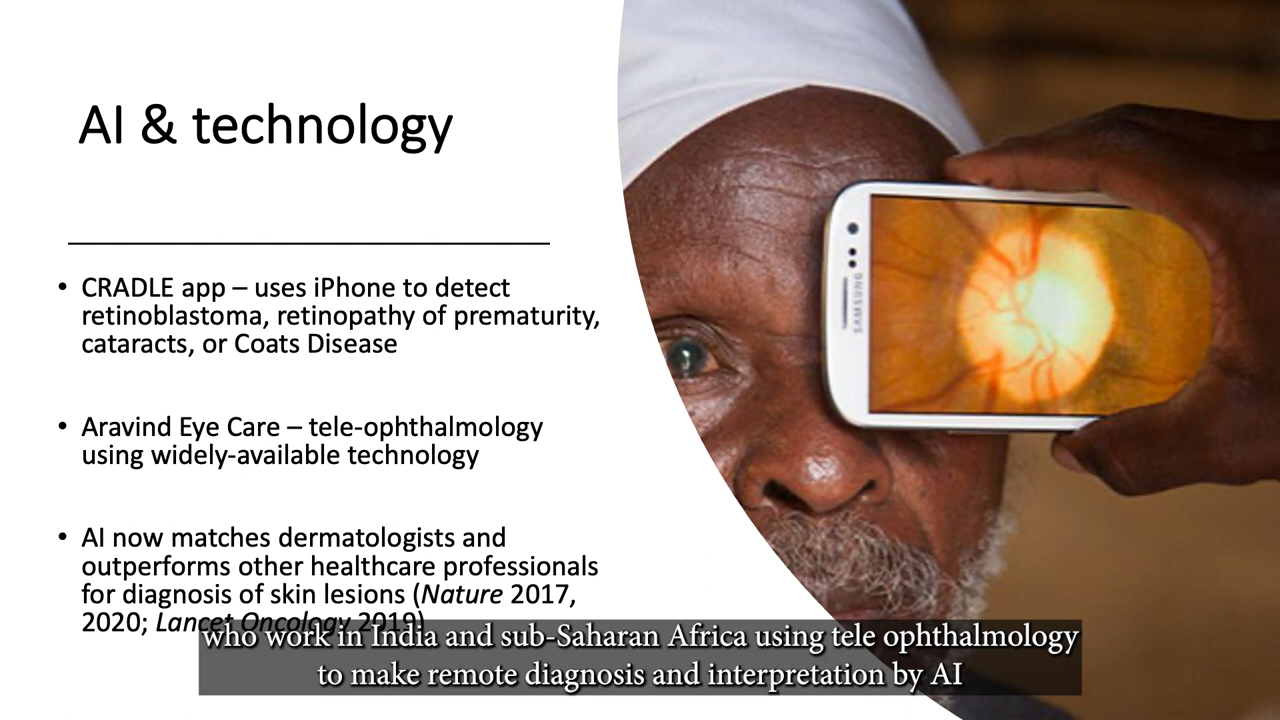 AI & technology
• CRADLE app – uses iPhone to detect
retinoblastoma, retinopathy of prematurity,
cataracts, or Coats Disease
• Aravind Eye Care – tele-ophthalmology
using widely-available technology
• AI now matches dermatologists and
outperforms other healthcare professionals
for diagnosis of skin lesions (Nature 2017,
2020; Lancet Oncology 2019)
SAMSUNG
who work in India and sub-Saharan Africa using tele ophthalmology
to make remote diagnosis and interpretation by AI